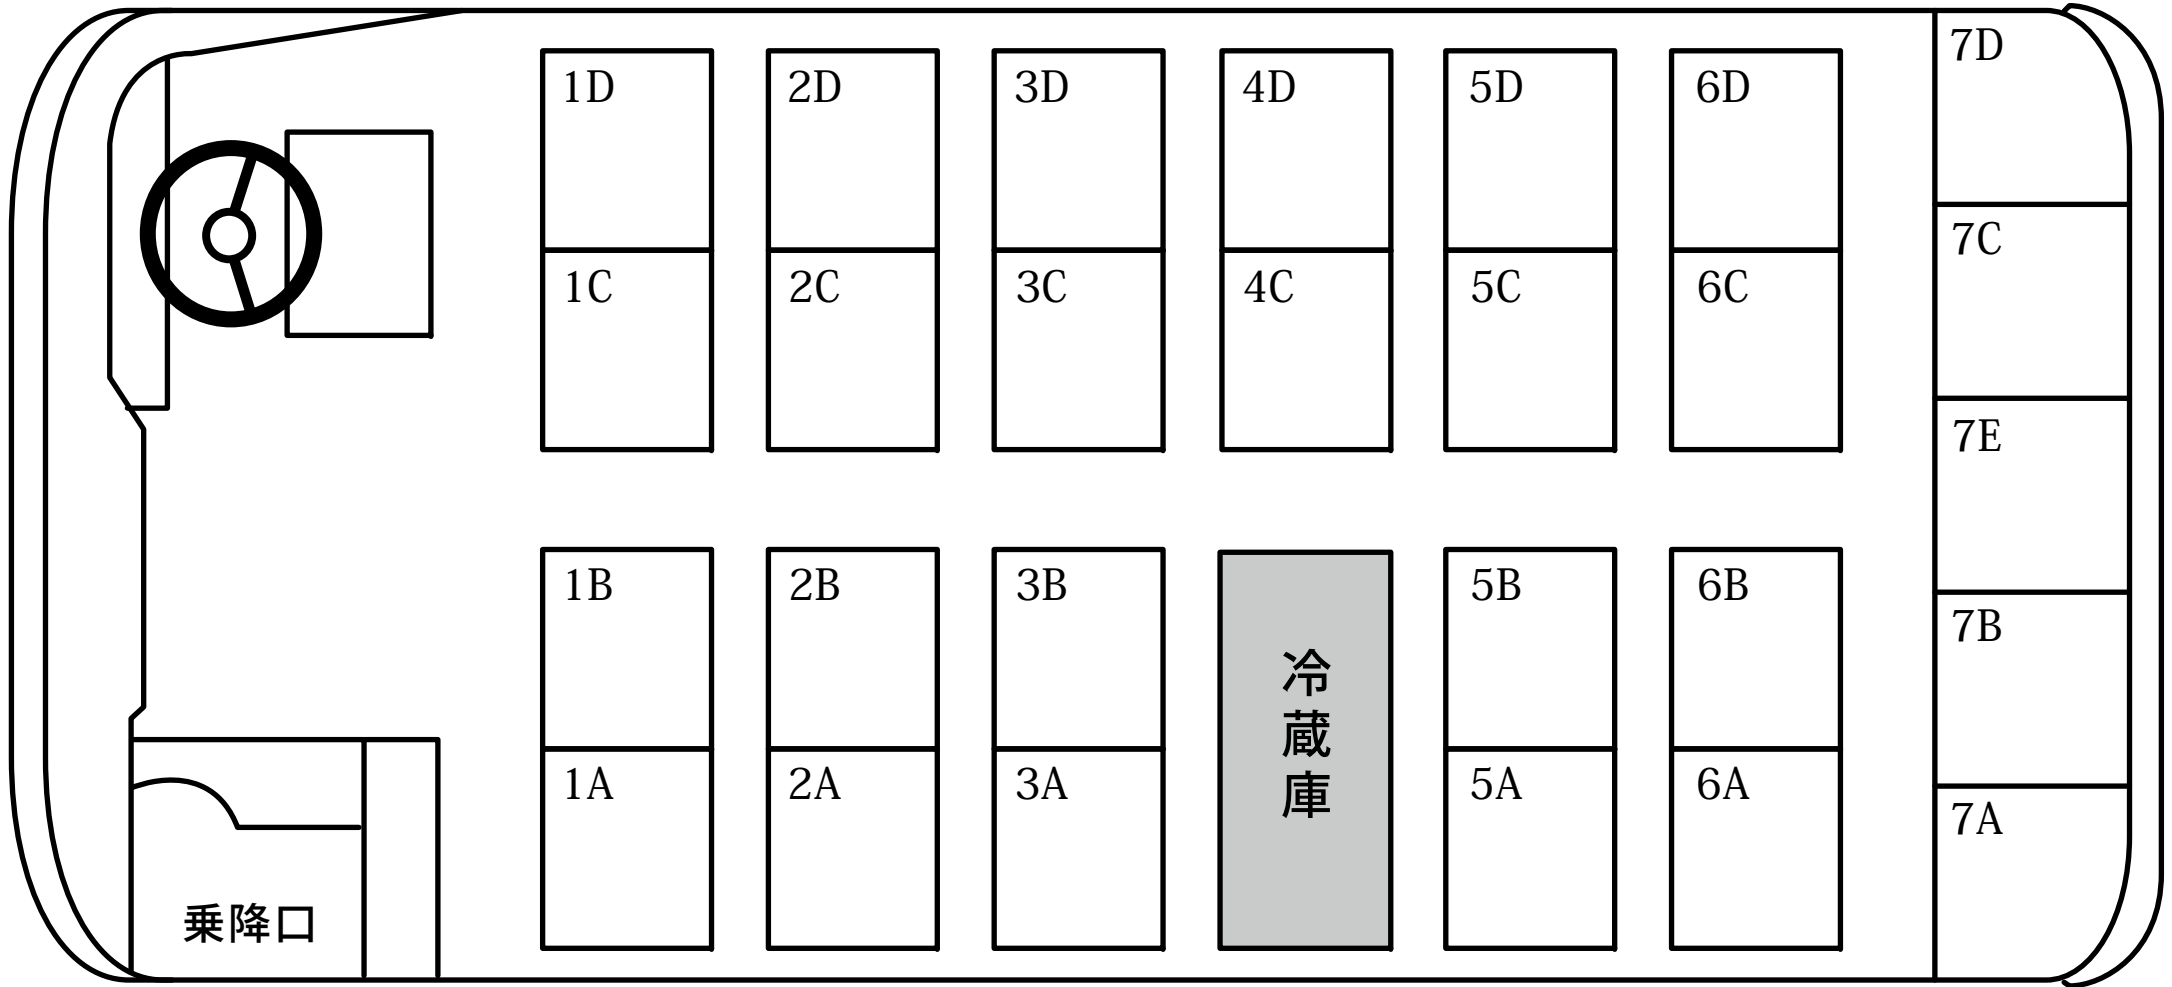 1D 2D 3D 4D 5D 6D 7D
1C 2C 3C 4C 5C 6C 7C
7E
1B 2B 3B 5B 6B 7B
冷蔵庫
1A 2A 3A 5A 6A 7A
乗降口